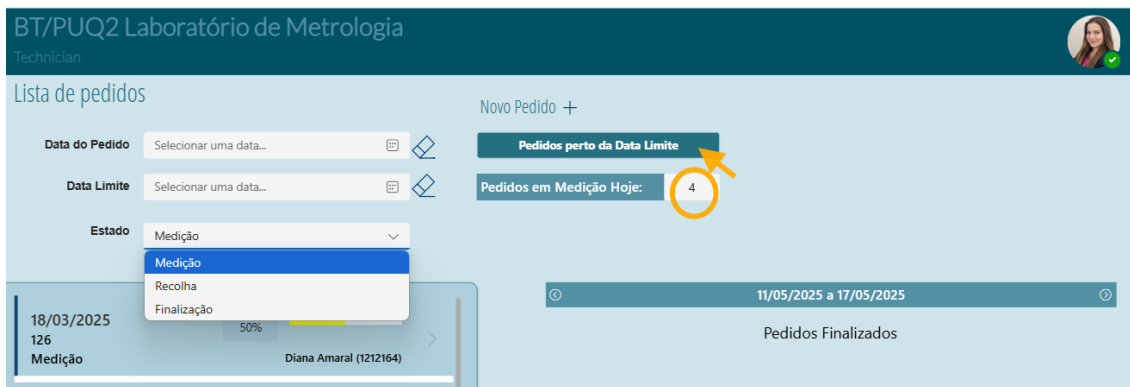 BT/PUQ2 Laboratório de Metrologia
Technician
Lista de pedidos
Novo Pedido +
Data do Pedido
Selecionar uma data...
Pedidos perto da Data Limite
Data Limite
Selecionar uma data...
Pedidos em Medição Hoje:
4
Estado
Medição
Medição
Recolha
Finalização
18/03/2025
126
Medição
50%
Diana Amaral (1212164)
11/05/2025 a 17/05/2025
Pedidos Finalizados